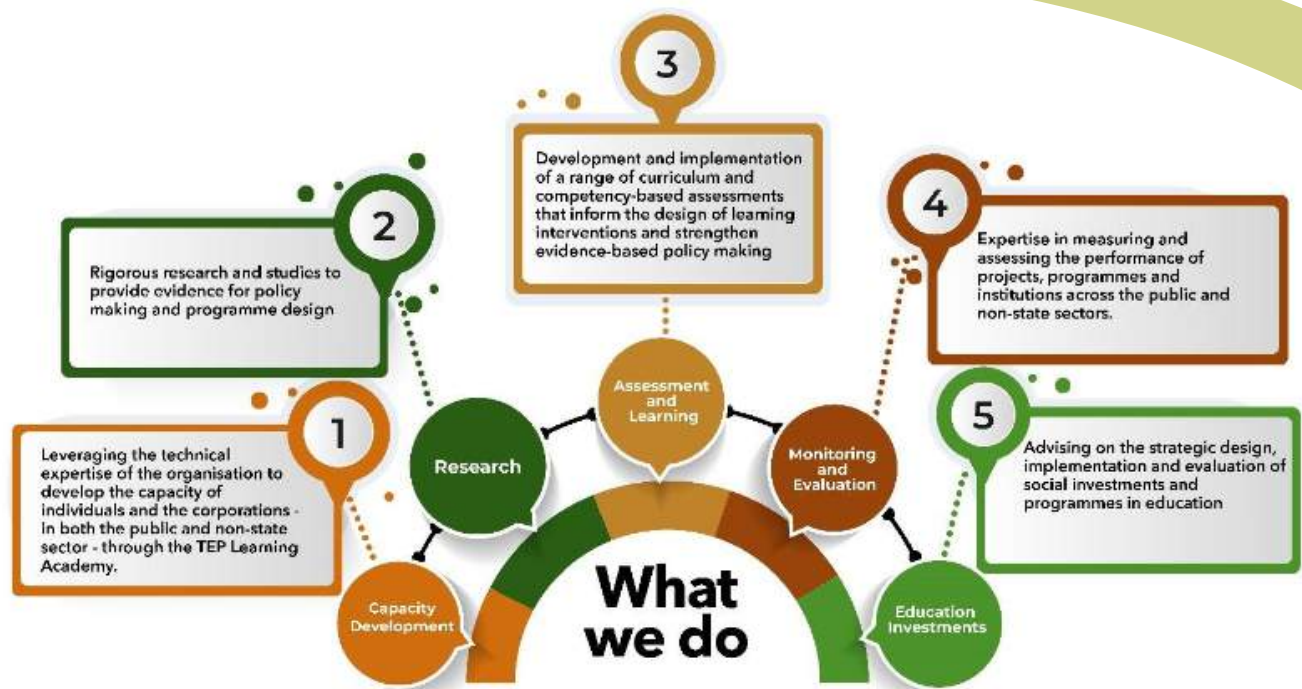 1
Leveraging the technical
expertise of the organisation to
develop the capacity of
individuals and the corporations -
in both the public and non-state
sector - through the TEP Learning
Academy.
Capacity
Development
2
Rigorous research and studies to
provide evidence for policy
making and programme design
Research
3
Development and implementation
of a range of curriculum and
competency-based assessments
that inform the design of learning
interventions and strengthen
evidence-based policy making
Assessment
and
Learning
4
Expertise in measuring and
assessing the performance of
projects, programmes and
institutions across the public and
non-state sectors.
Monitoring
and
Evaluation
5
Advising on the strategic design,
implementation and evaluation of
social investments and
programmes in education
Education
Investments
What
we do